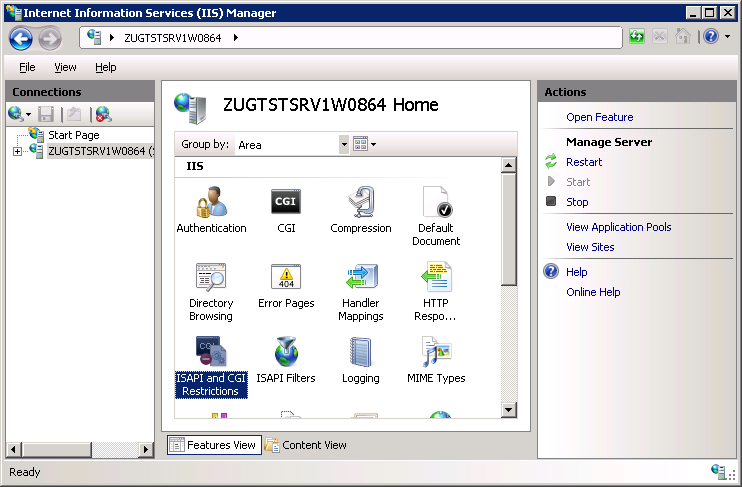 Internet Information Services (IIS) Manager
ZUGTSTSRV1W0864
File View Help
Connections
Start Page
ZUGTSTSRV1W0864 (
ZUGTSTSRV1W0864 Home
Group by: Area
IIS
Authentication
CGI
CGI
Compression
Default
Document
Directory
Browsing
404
Error Pages
Handler
Mappings
HTTP
Respo...
CGI
ISAPI and CGI
Restrictions
ISAPI Filters
Logging
MIME Types
Features View
Content View
Actions
Open Feature
Manage Server
Restart
Start
Stop
View Application Pools
View Sites
Help
Online Help
Ready